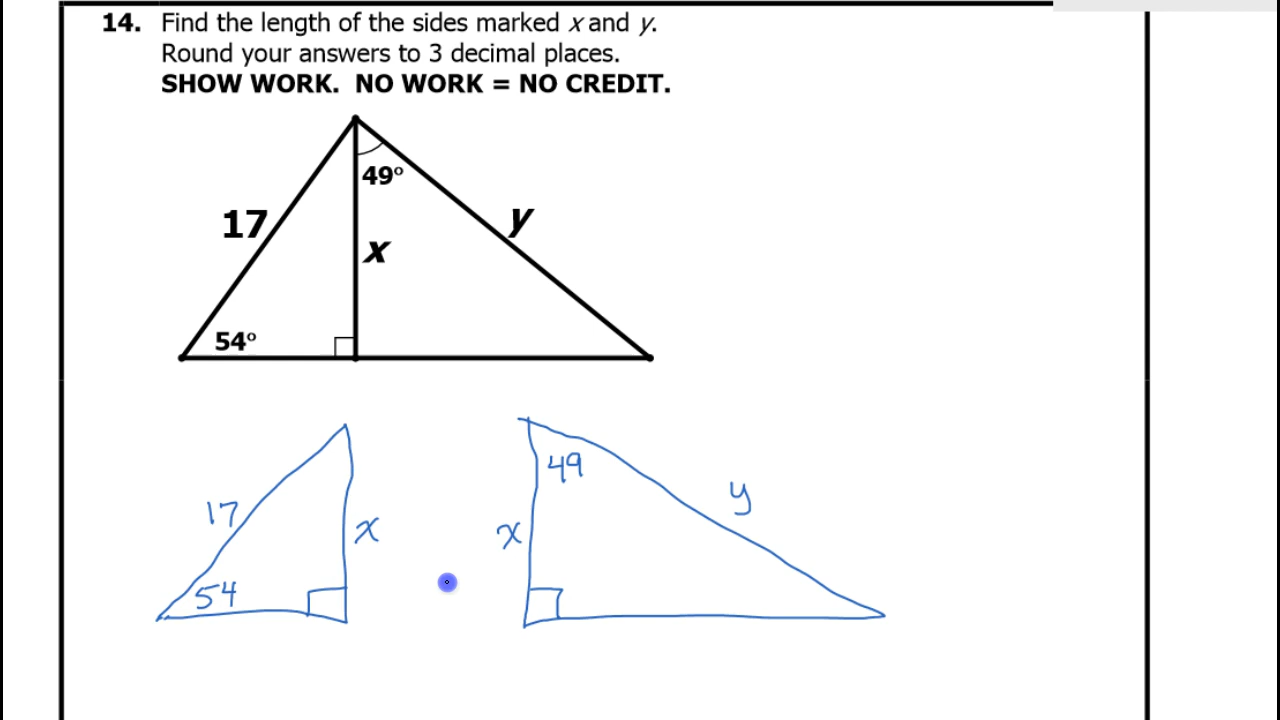 14. Find the length of the sides marked x and y.
Round your answers to 3 decimal places.
SHOW WORK. NO WORK = NO CREDIT.
49°
17
y
x
54°
49
17
y
x
x
54